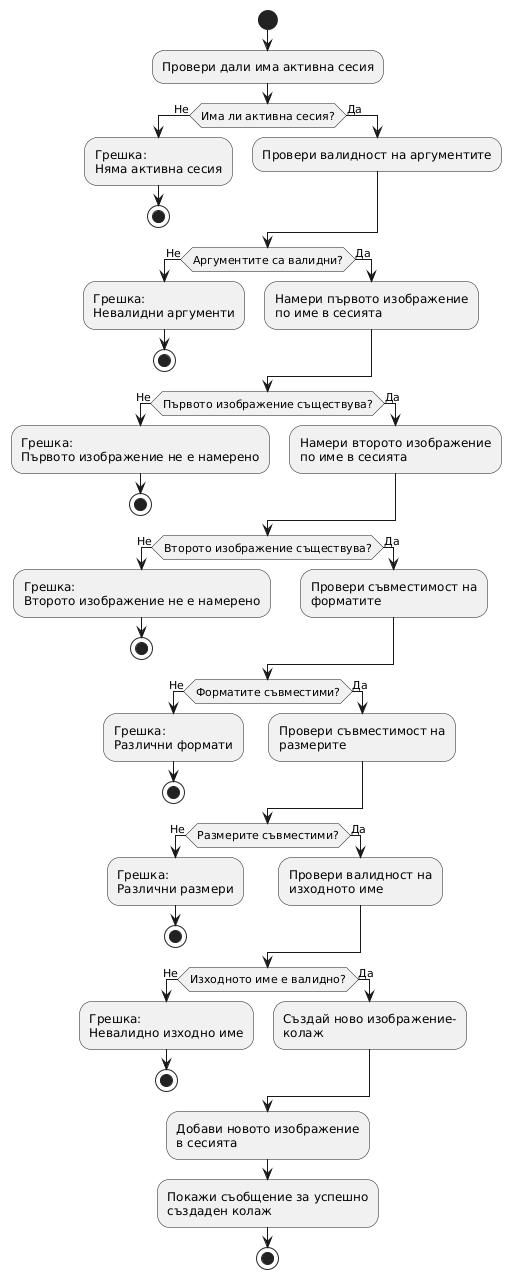 Провери дали има активна сесия
Не
Има ли активна сесия?
Да
Грешка:
Няма активна сесия
Провери валидност на аргументите
Не
Аргументите са валидни?
Да
Грешка:
Невалидни аргументи
Намери първото изображение
по име в сесията
Не
Първото изображение съществува?
Да
Грешка:
Първото изображение не е намерено
Намери второто изображение
по име в сесията
Не
Второто изображение съществува?
Да
Грешка:
Второто изображение не е намерено
Провери съвместимост на
форматите
Не
Форматите съвместими?
Да
Грешка:
Различни формати
Провери съвместимост на
размерите
Не
Размерите съвместими?
Да
Грешка:
Различни размери
Провери валидност на
изходното име
Не
Изходното име е валидно?
Да
Грешка:
Невалидно изходно име
Създай ново изображение-
колаж
Добави новото изображение
в сесията
Покажи съобщение за успешно
създаден колаж